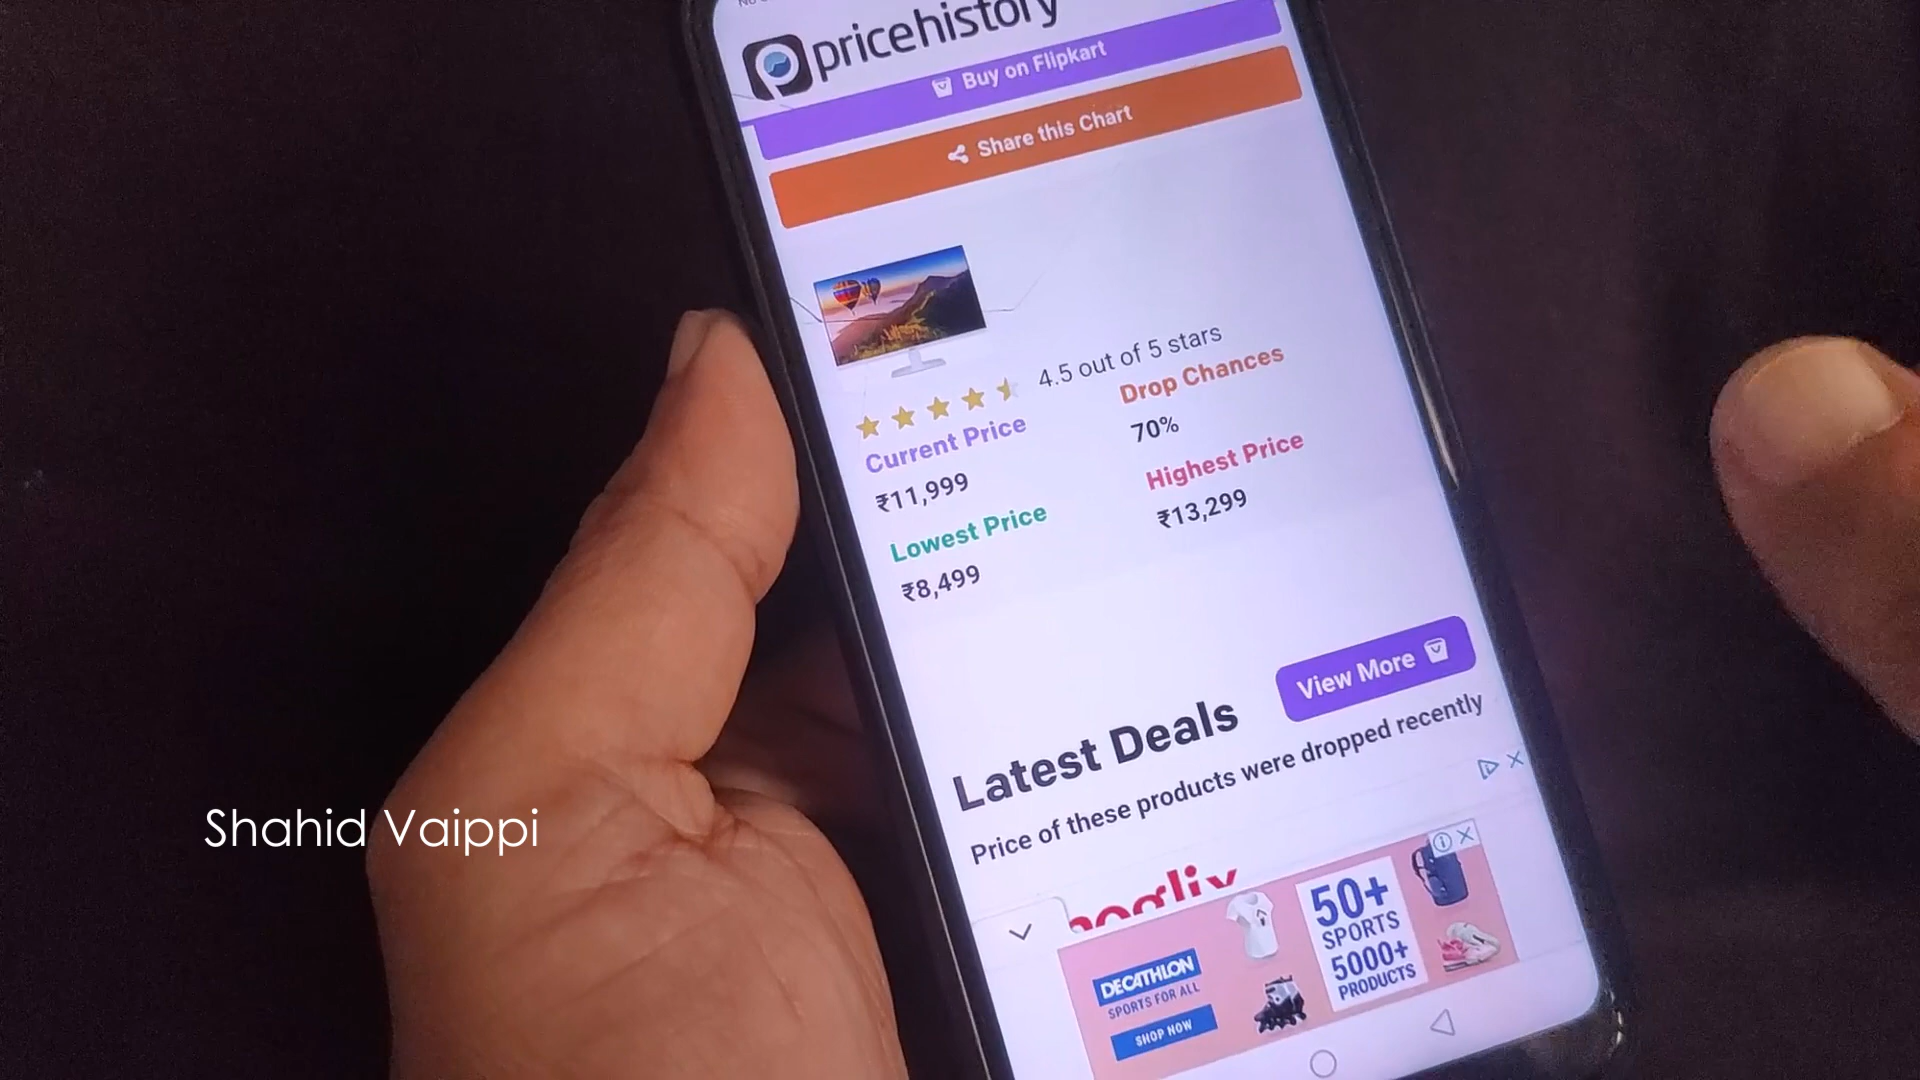 pricehistory
Buy on Flipkart
Share this Chart
4.5 out of 5 stars
Current Price
₹11,999
Drop Chances
70%
Lowest Price
₹8,499
Highest Price
₹13,299
View More
Latest Deals
Price of these products were dropped recently
DECATHLON
SPORTS FOR ALL
SHOP NOW
50+
SPORTS
5000+
PRODUCTS
Shahid Vaippi